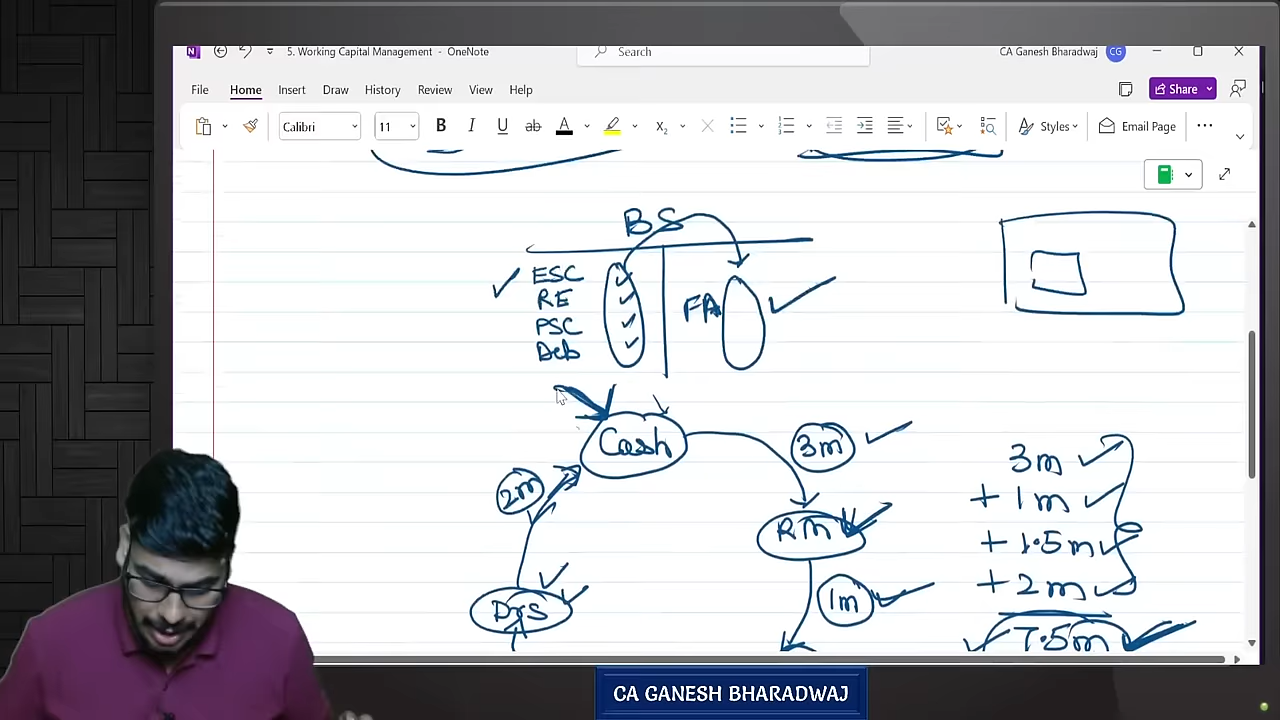 5. Working Capital Management - OneNote
Search
CA Ganesh Bharadwaj
CG
File Home Insert Draw History Review View Help
Share
Calibri
11
B I U ab A X₂
Styles
Email Page
BS
ESC
RE
PSC
Deb
FA
Cash
3m
2m
RM
1m
Drs
3m
+ 1m
+ 1.5m
+ 2m
7.5m
CA GANESH BHARADWAJ